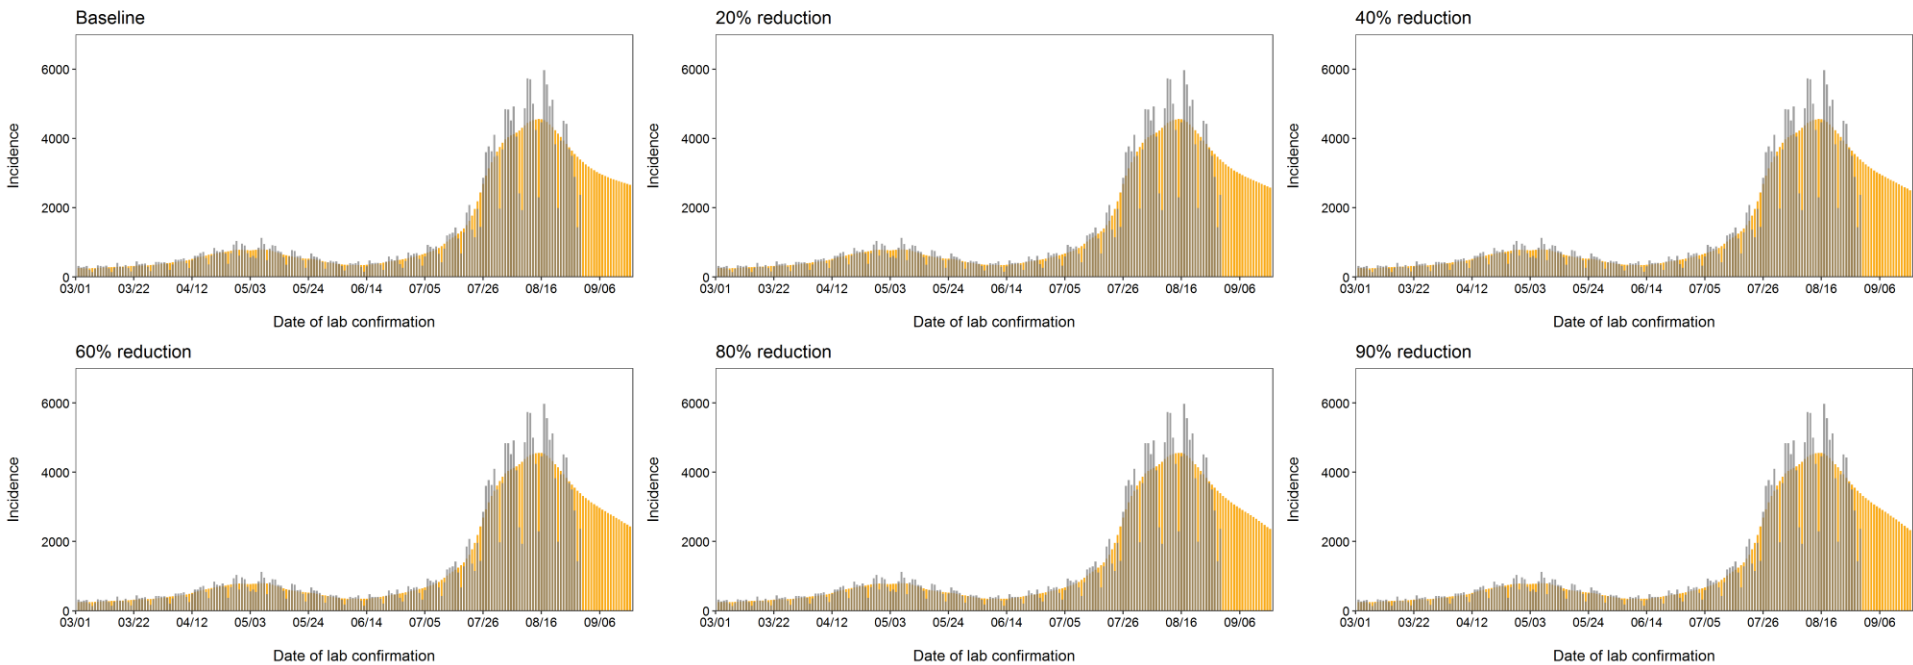 Baseline
Incidence
6000
4000
2000
0
03/01 03/22 04/12 05/03 05/24 06/14 07/05 07/26 08/16 09/06
Date of lab confirmation
20% reduction
Incidence
6000
4000
2000
0
03/01 03/22 04/12 05/03 05/24 06/14 07/05 07/26 08/16 09/06
Date of lab confirmation
40% reduction
Incidence
6000
4000
2000
0
03/01 03/22 04/12 05/03 05/24 06/14 07/05 07/26 08/16 09/06
Date of lab confirmation
60% reduction
Incidence
6000
4000
2000
0
03/01 03/22 04/12 05/03 05/24 06/14 07/05 07/26 08/16 09/06
Date of lab confirmation
80% reduction
Incidence
6000
4000
2000
0
03/01 03/22 04/12 05/03 05/24 06/14 07/05 07/26 08/16 09/06
Date of lab confirmation
90% reduction
Incidence
6000
4000
2000
0
03/01 03/22 04/12 05/03 05/24 06/14 07/05 07/26 08/16 09/06
Date of lab confirmation